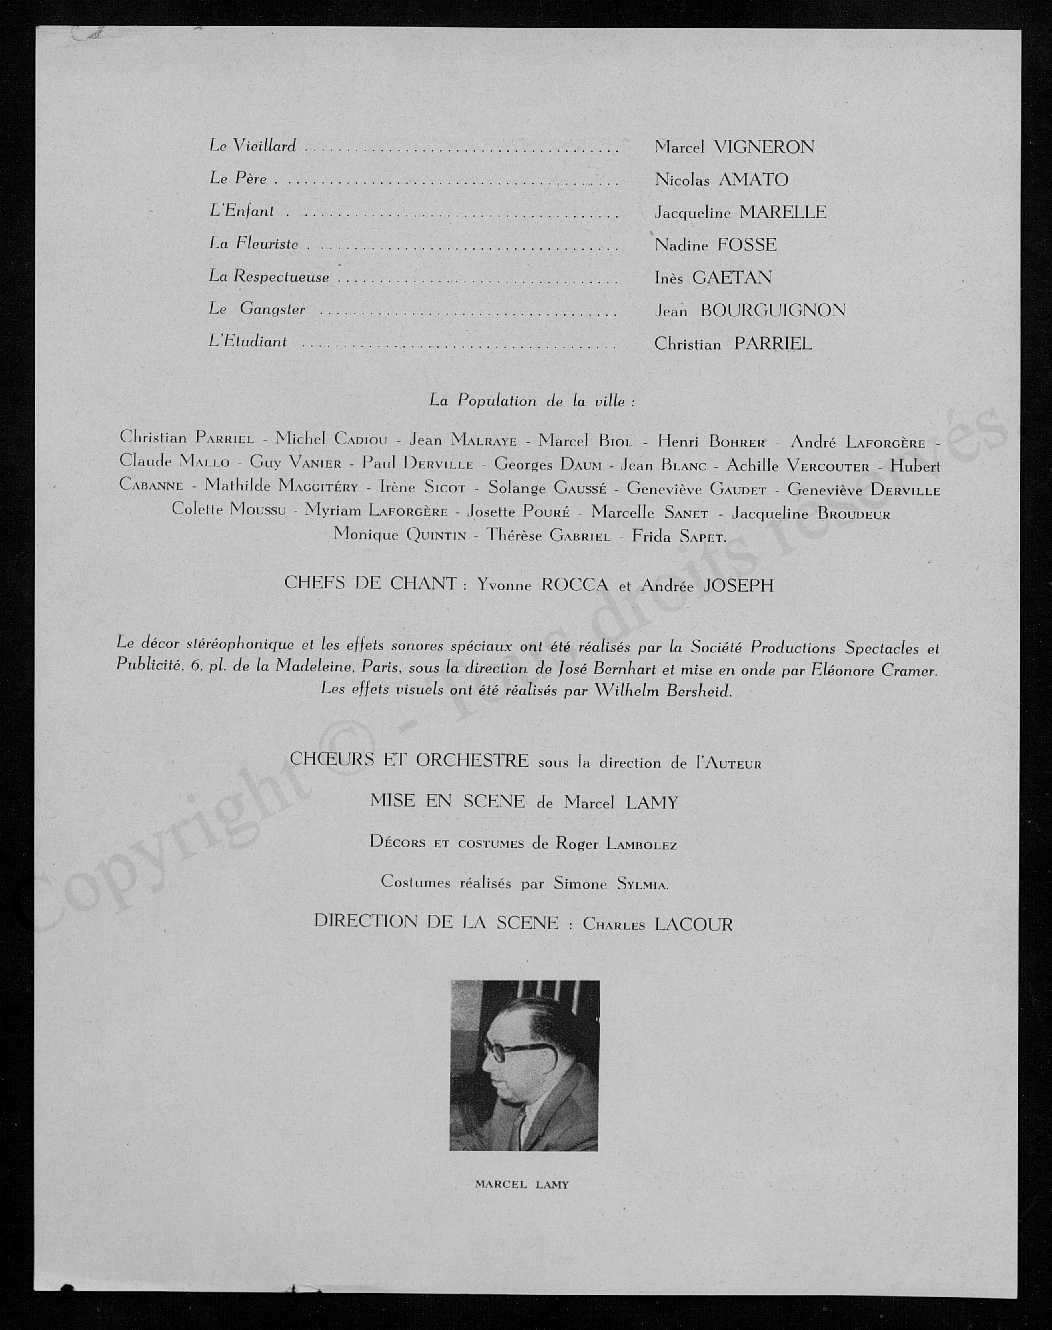 Le Vieillard ..................................... Marcel VIGNERON
Le Père ........................................ Nicolas AMATO
L'Enfant ....................................... Jacqueline MARELLE
La Fleuriste .................................... Nadine FOSSE
La Respectueuse ................................. Inès GAETAN
Le Gangster ................................... Jean BOURGUIGNON
L'Etudiant ..................................... Christian PARRIEL
La Population de la ville :
Christian PARRIEL - Michel CADIOU - Jean MALRAYE - Marcel BIOL - Henri BOHRER - André LAFORGÈRE -
Claude MALLO - Guy VANIER - Paul DERVILLE - Georges DAUM - Jean BLANC - Achille VERCOUTER - Hubert
CABANNE - Mathilde MAGGITÉRY - Irène SICOT - Solange GAUSSÉ - Geneviève GAUDET - Geneviève DERVILLE
Colette MOUSSU - Myriam LAFORGÈRE - Josette POURÉ - Marcelle SANET - Jacqueline BROUDEUR
Monique QUINTIN - Thérèse GABRIEL - Frida SAPET.
CHEFS DE CHANT : Yvonne ROCCA et Andrée JOSEPH
Le décor stéréophonique et les effets sonores spéciaux ont été réalisés par la Société Productions Spectacles et
Publicité, 6, pl. de la Madeleine, Paris, sous la direction de José Bernhart et mise en onde par Eléonore Cramer.
Les effets visuels ont été réalisés par Wilhelm Bersheid.
CHŒURS ET ORCHESTRE sous la direction de l'AUTEUR
MISE EN SCENE de Marcel LAMY
DÉCORS ET COSTUMES de Roger LAMBOLEZ
Costumes réalisés par Simone SYLMIA.
DIRECTION DE LA SCENE : CHARLES LACOUR
MARCEL LAMY
Copyright © - Tous droits réservés.